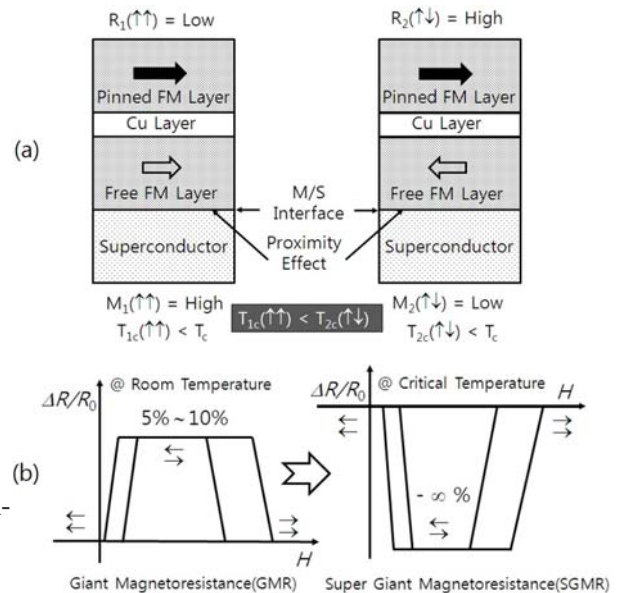 R₁(↑↑) = Low
R₂(↑↓) = High
Pinned FM Layer
Pinned FM Layer
Cu Layer
Cu Layer
(a)
Free FM Layer
Free FM Layer
M/S
Interface
Superconductor
Proximity
Effect
Superconductor
M₁(↑↑) = High
M₂(↑↓) = Low
T₁c(↑↑) < Tc
T₁c(↑↑) < T₂c(↑↓)
T₂c(↑↓) < Tc
@ Room Temperature
@ Critical Temperature
ΔR/R₀
5%~10%
ΔR/R₀
H
(b)
- ∞ %
H
Giant Magnetoresistance(GMR)
Super Giant Magnetoresistance(SGMR)